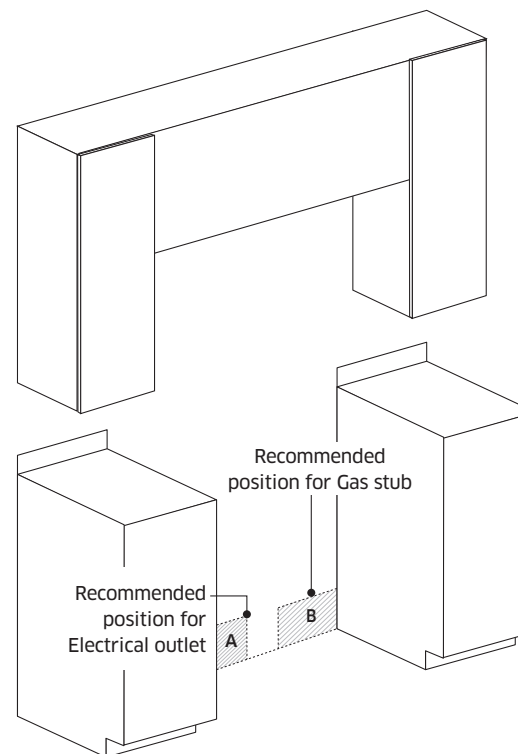 Recommended
position for Gas stub
Recommended
position for
Electrical outlet
A
B